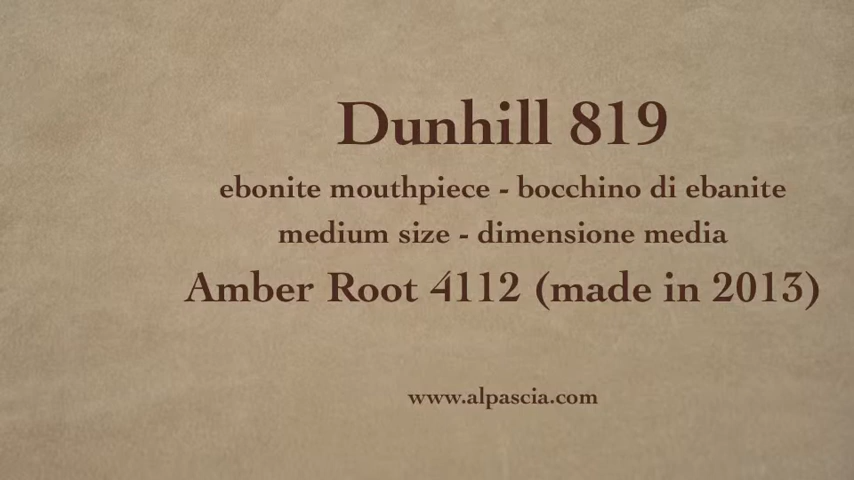 Dunhill 819
ebonite mouthpiece - bocchino di ebanite
medium size - dimensione media
Amber Root 4112 (made in 2013)
www.alpascia.com